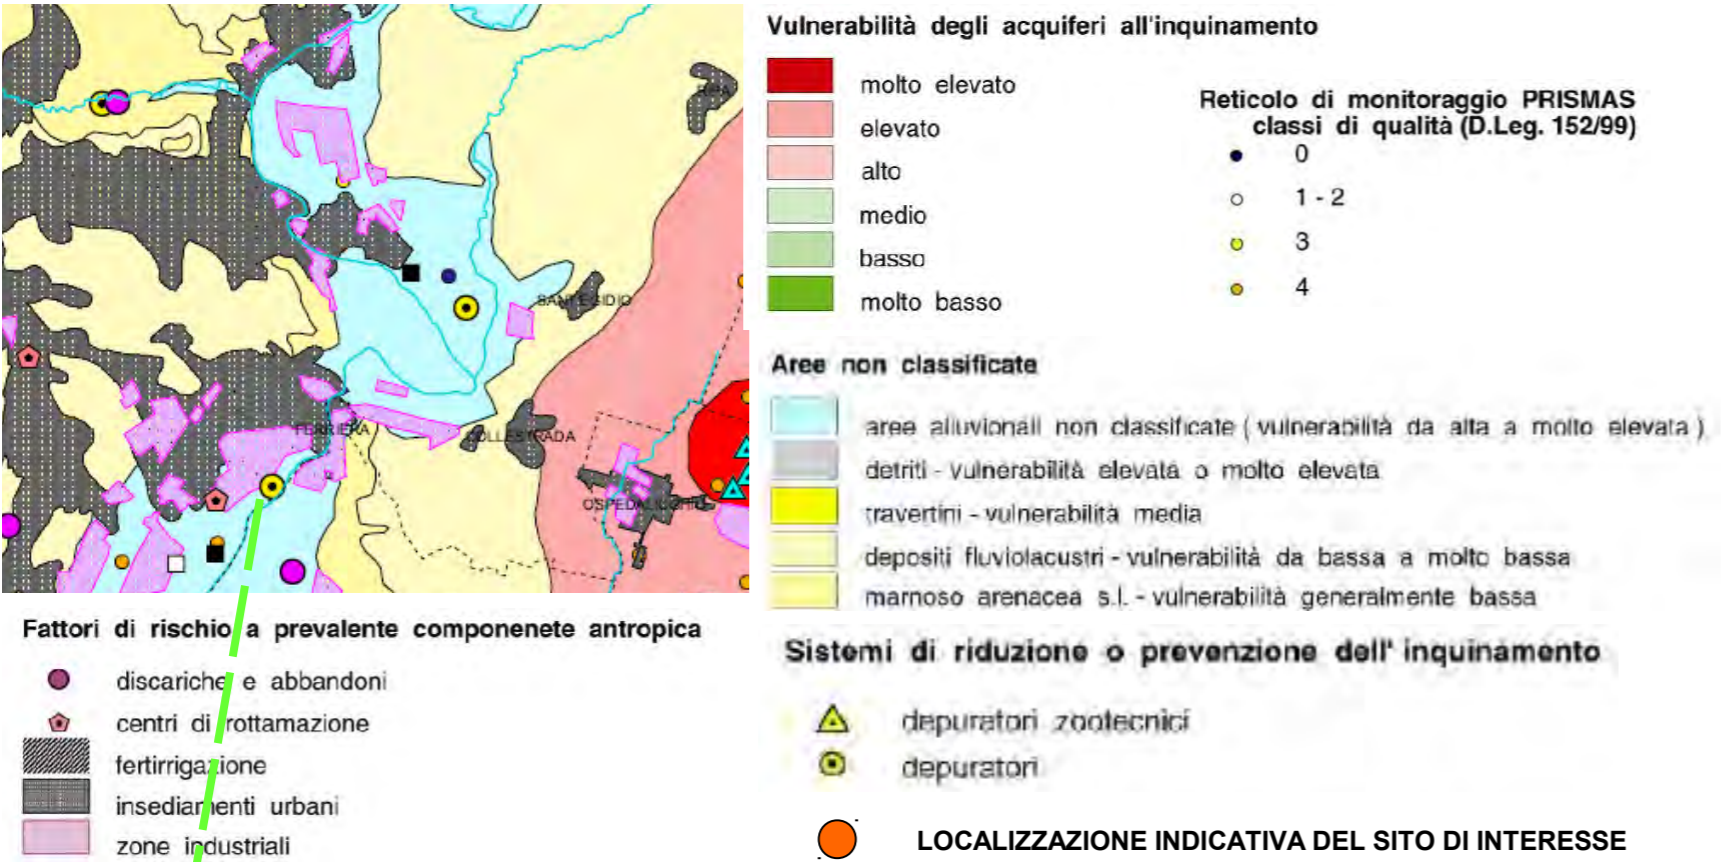 RIPA
SANT'EGIDIO
FERRIERA
COLLESTRADA
OSPEDALICCHIO
Fattori di rischio a prevalente componenete antropica
discariche e abbandoni
centri di rottamazione
fertirrigazione
insediamenti urbani
zone industriali
Vulnerabilità degli acquiferi all'inquinamento
molto elevato
elevato
alto
medio
basso
molto basso
Reticolo di monitoraggio PRISMAS
classi di qualità (D.Leg. 152/99)
0
1 - 2
3
4
Aree non classificate
aree alluvionali non classificate ( vulnerabilità da alta a molto elevata )
detriti - vulnerabilità elevata o molto elevata
travertini - vulnerabilità media
depositi fluviolacustri - vulnerabilità da bassa a molto bassa
marnoso arenacea s.l. - vulnerabilità generalmente bassa
Sistemi di riduzione o prevenzione dell' inquinamento
depuratori zootecnici
depuratori
LOCALIZZAZIONE INDICATIVA DEL SITO DI INTERESSE